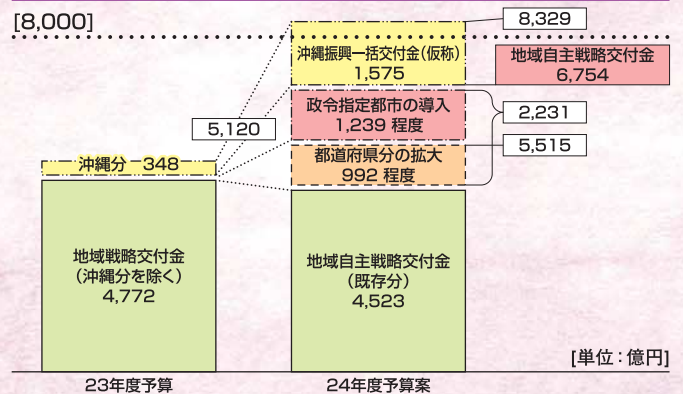 [8,000]
8,329
沖縄振興一括交付金(仮称)
1,575
地域自主戦略交付金
6,754
政令指定都市の導入
1,239 程度
2,231
5,120
5,515
都道府県分の拡大
992 程度
沖縄分 348
地域戦略交付金
(沖縄分を除く)
4,772
地域自主戦略交付金
(既存分)
4,523
[単位:億円]
23年度予算
24年度予算案